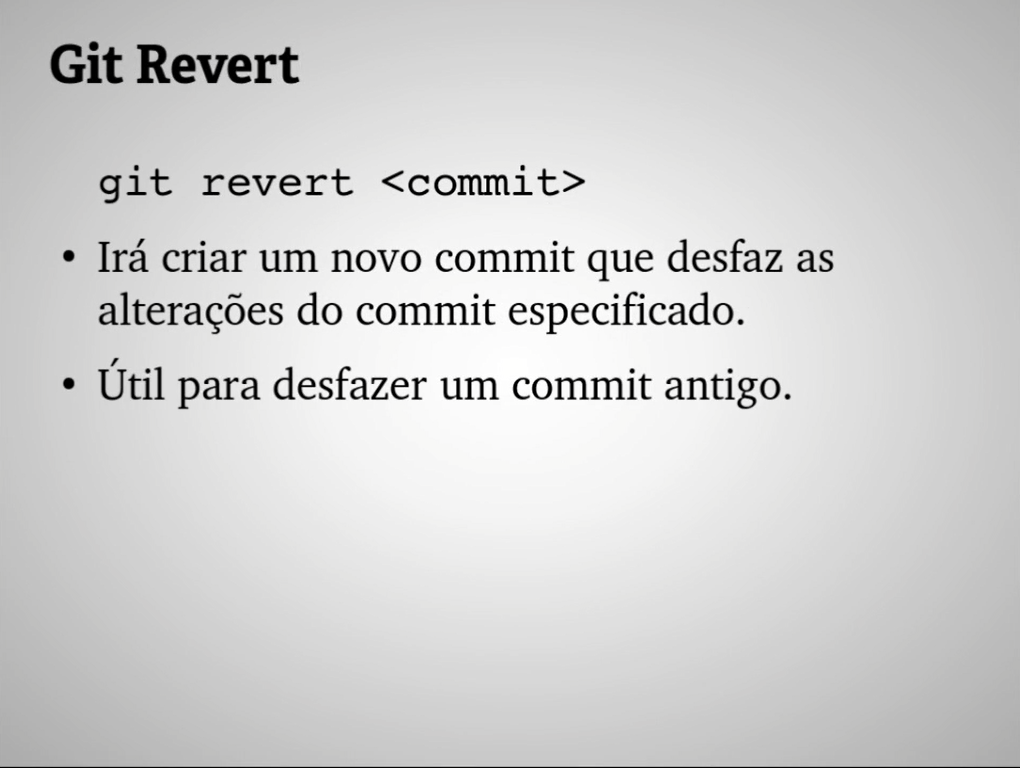 Git Revert
git revert <commit>
• Irá criar um novo commit que desfaz as
alterações do commit especificado.
• Útil para desfazer um commit antigo.